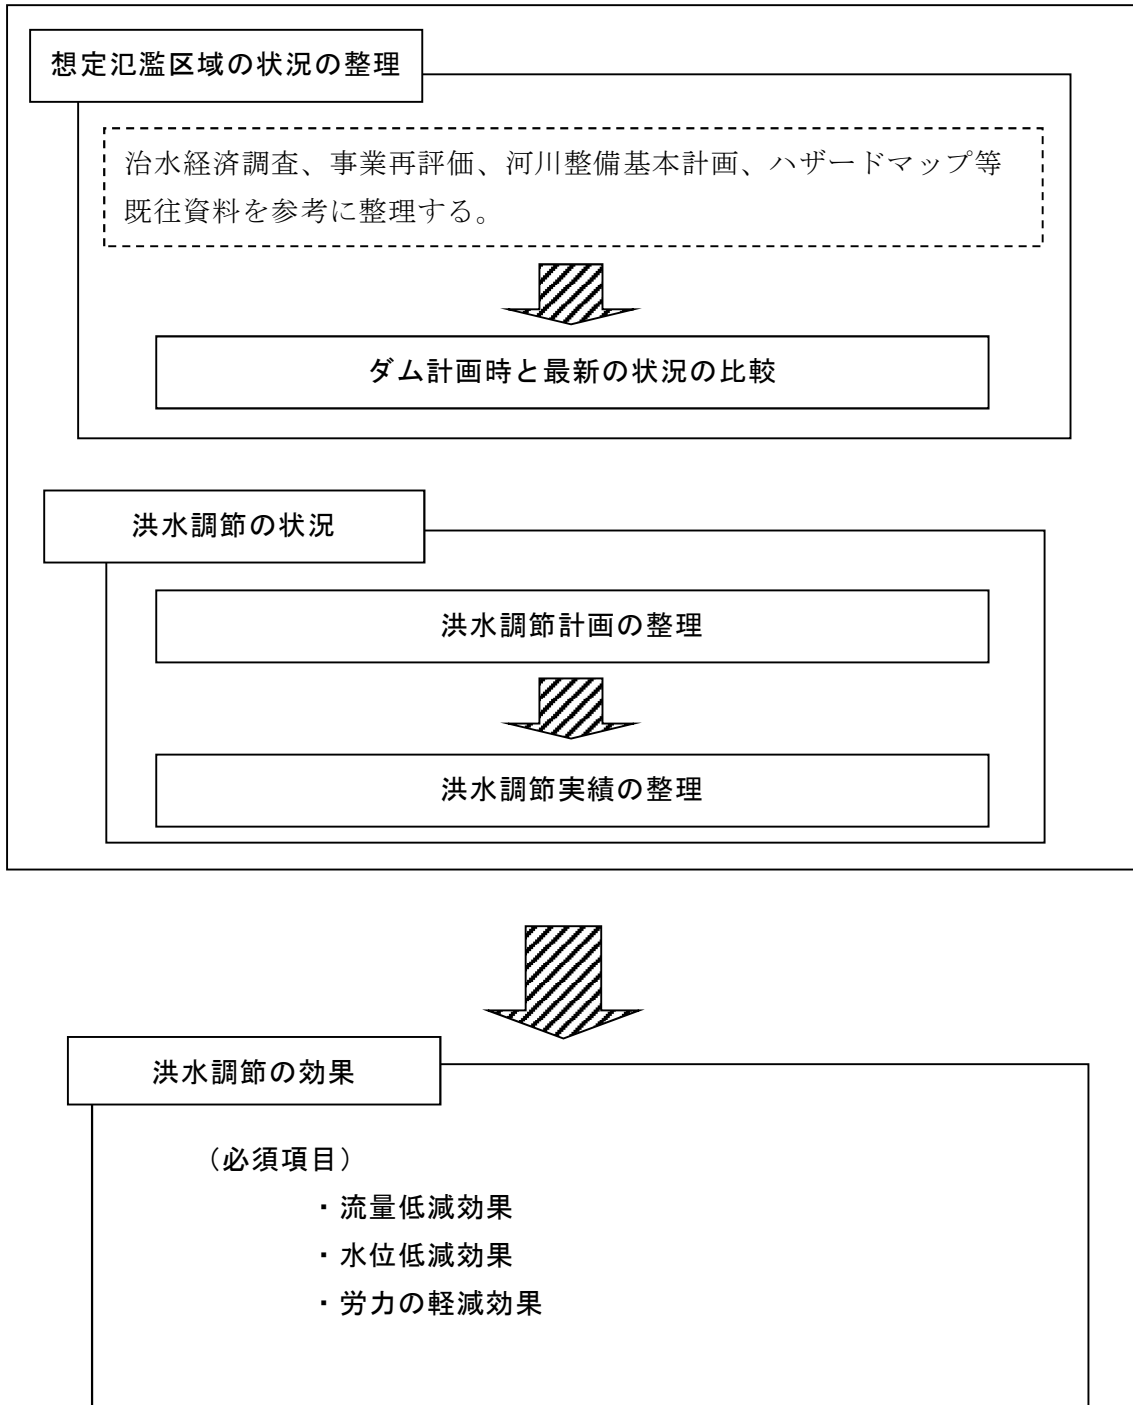 想定氾濫区域の状況の整理
治水経済調査、事業再評価、河川整備基本計画、ハザードマップ等
既往資料を参考に整理する。
ダム計画時と最新の状況の比較
洪水調節の状況
洪水調節計画の整理
洪水調節実績の整理
洪水調節の効果
（必須項目）
・流量低減効果
・水位低減効果
・労力の軽減効果